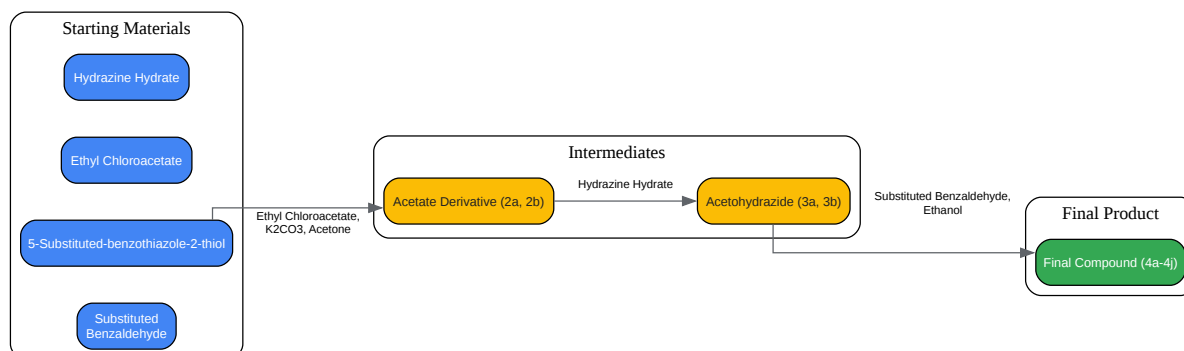 Starting Materials
Hydrazine Hydrate
Ethyl Chloroacetate
5-Substituted-benzothiazole-2-thiol
Substituted
Benzaldehyde
Ethyl Chloroacetate,
K2CO3, Acetone
Intermediates
Acetate Derivative (2a, 2b)
Hydrazine Hydrate
Acetohydrazide (3a, 3b)
Substituted Benzaldehyde,
Ethanol
Final Product
Final Compound (4a-4j)